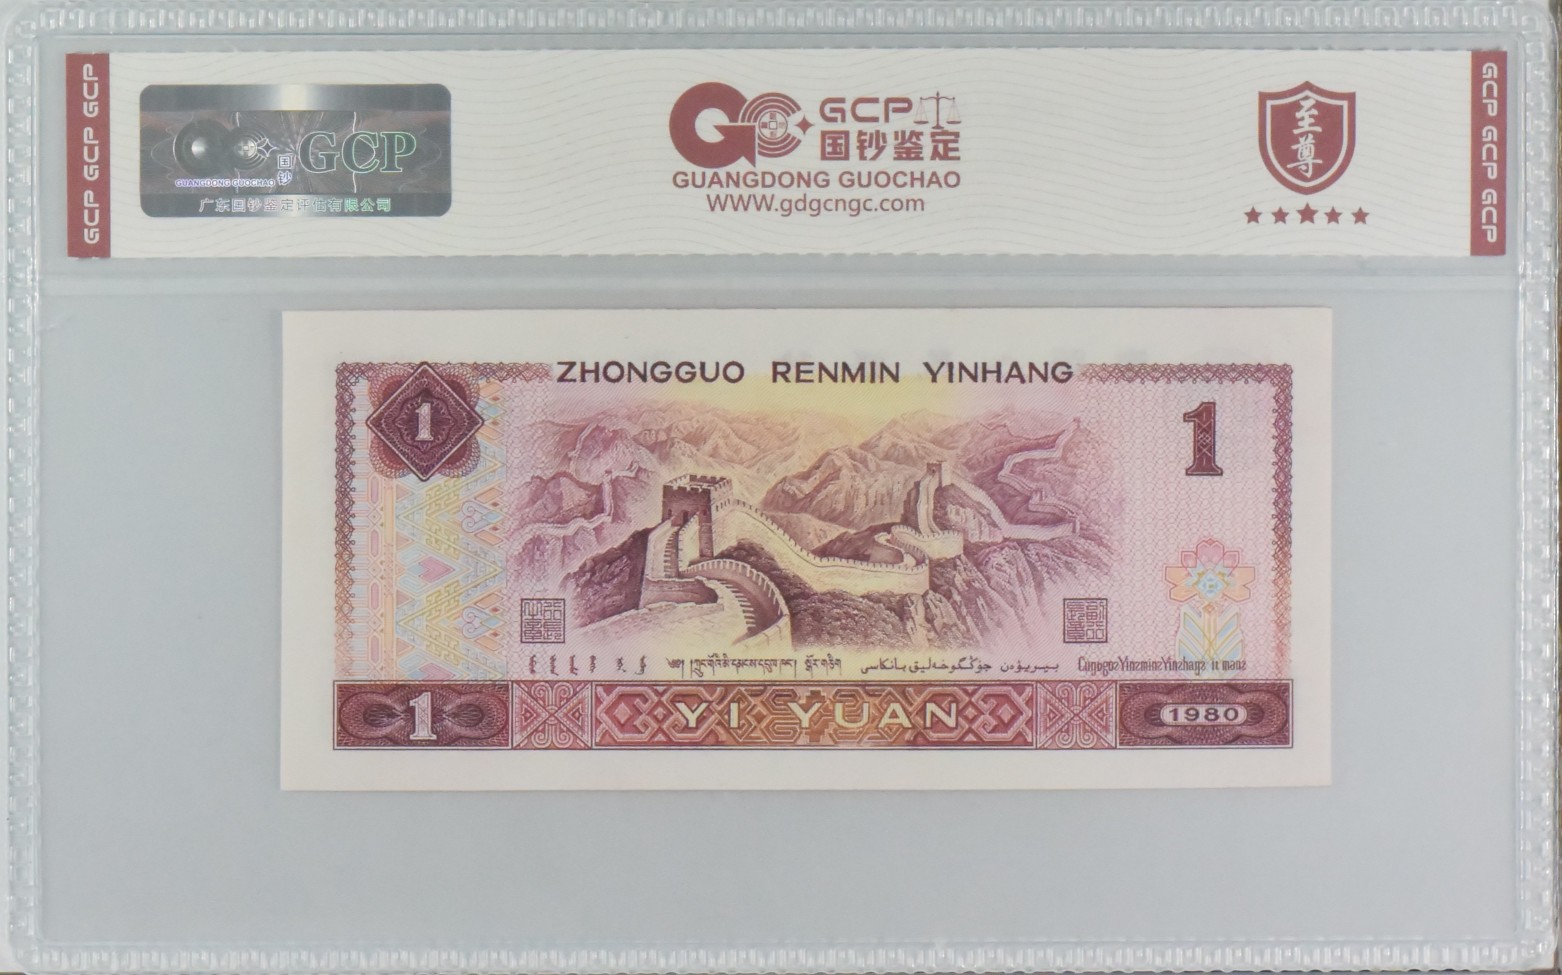 GCP GCP GCP
国钞
GCP
GUANGDONG GUOCHAO
广东国钞鉴定评估有限公司
GCP
国钞鉴定
GUANGDONG GUOCHAO
WWW.gdgcngc.com
至尊
GCP GCP GCP
ZHONGGUO RENMIN YINHANG
1
1
1
YI YUAN
1980